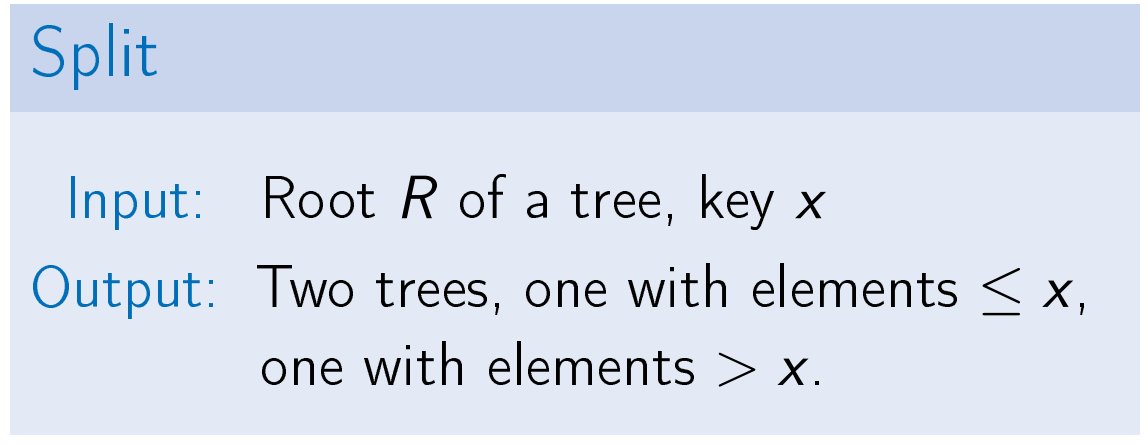 Split
Input: Root R of a tree, key x
Output: Two trees, one with elements ≤ x,
one with elements > x.